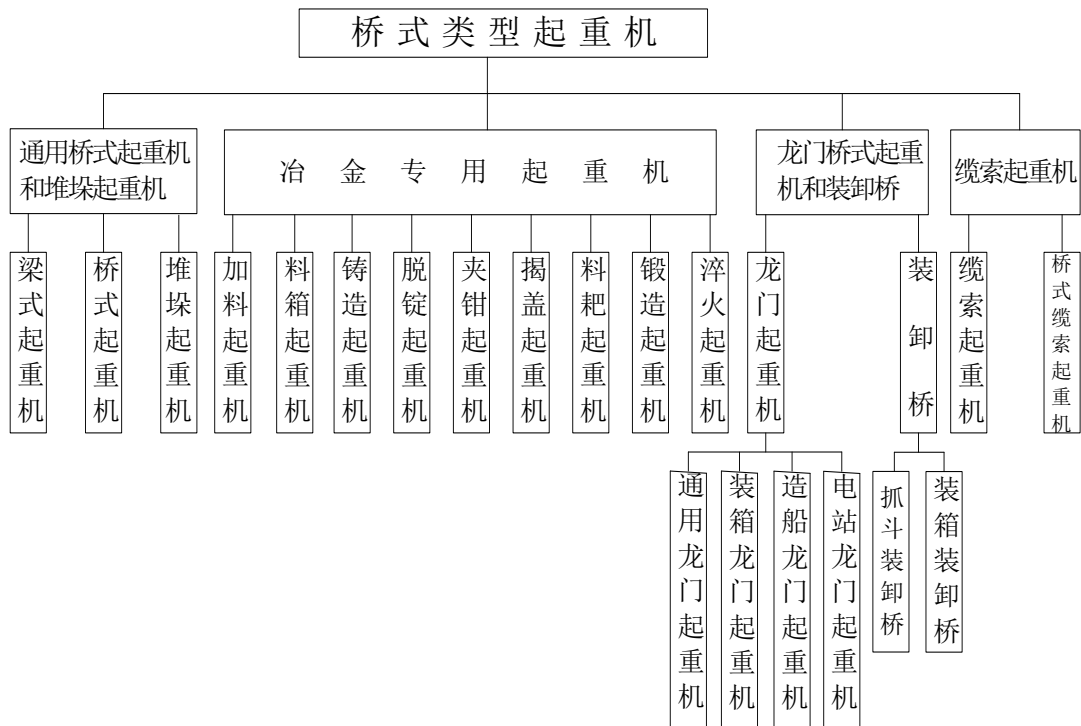 桥式类型起重机
通用桥式起重机
和堆垛起重机
冶金专用起重机
龙门桥式起重
机和装卸桥
缆索起重机
梁式起重机
桥式起重机
堆垛起重机
加料起重机
料箱起重机
铸造起重机
脱锭起重机
夹钳起重机
揭盖起重机
料耙起重机
锻造起重机
淬火起重机
龙门起重机
装卸桥
缆索起重机
桥式缆索起重机
通用龙门起重机
装箱龙门起重机
造船龙门起重机
电站龙门起重机
抓斗装卸桥
装箱装卸桥